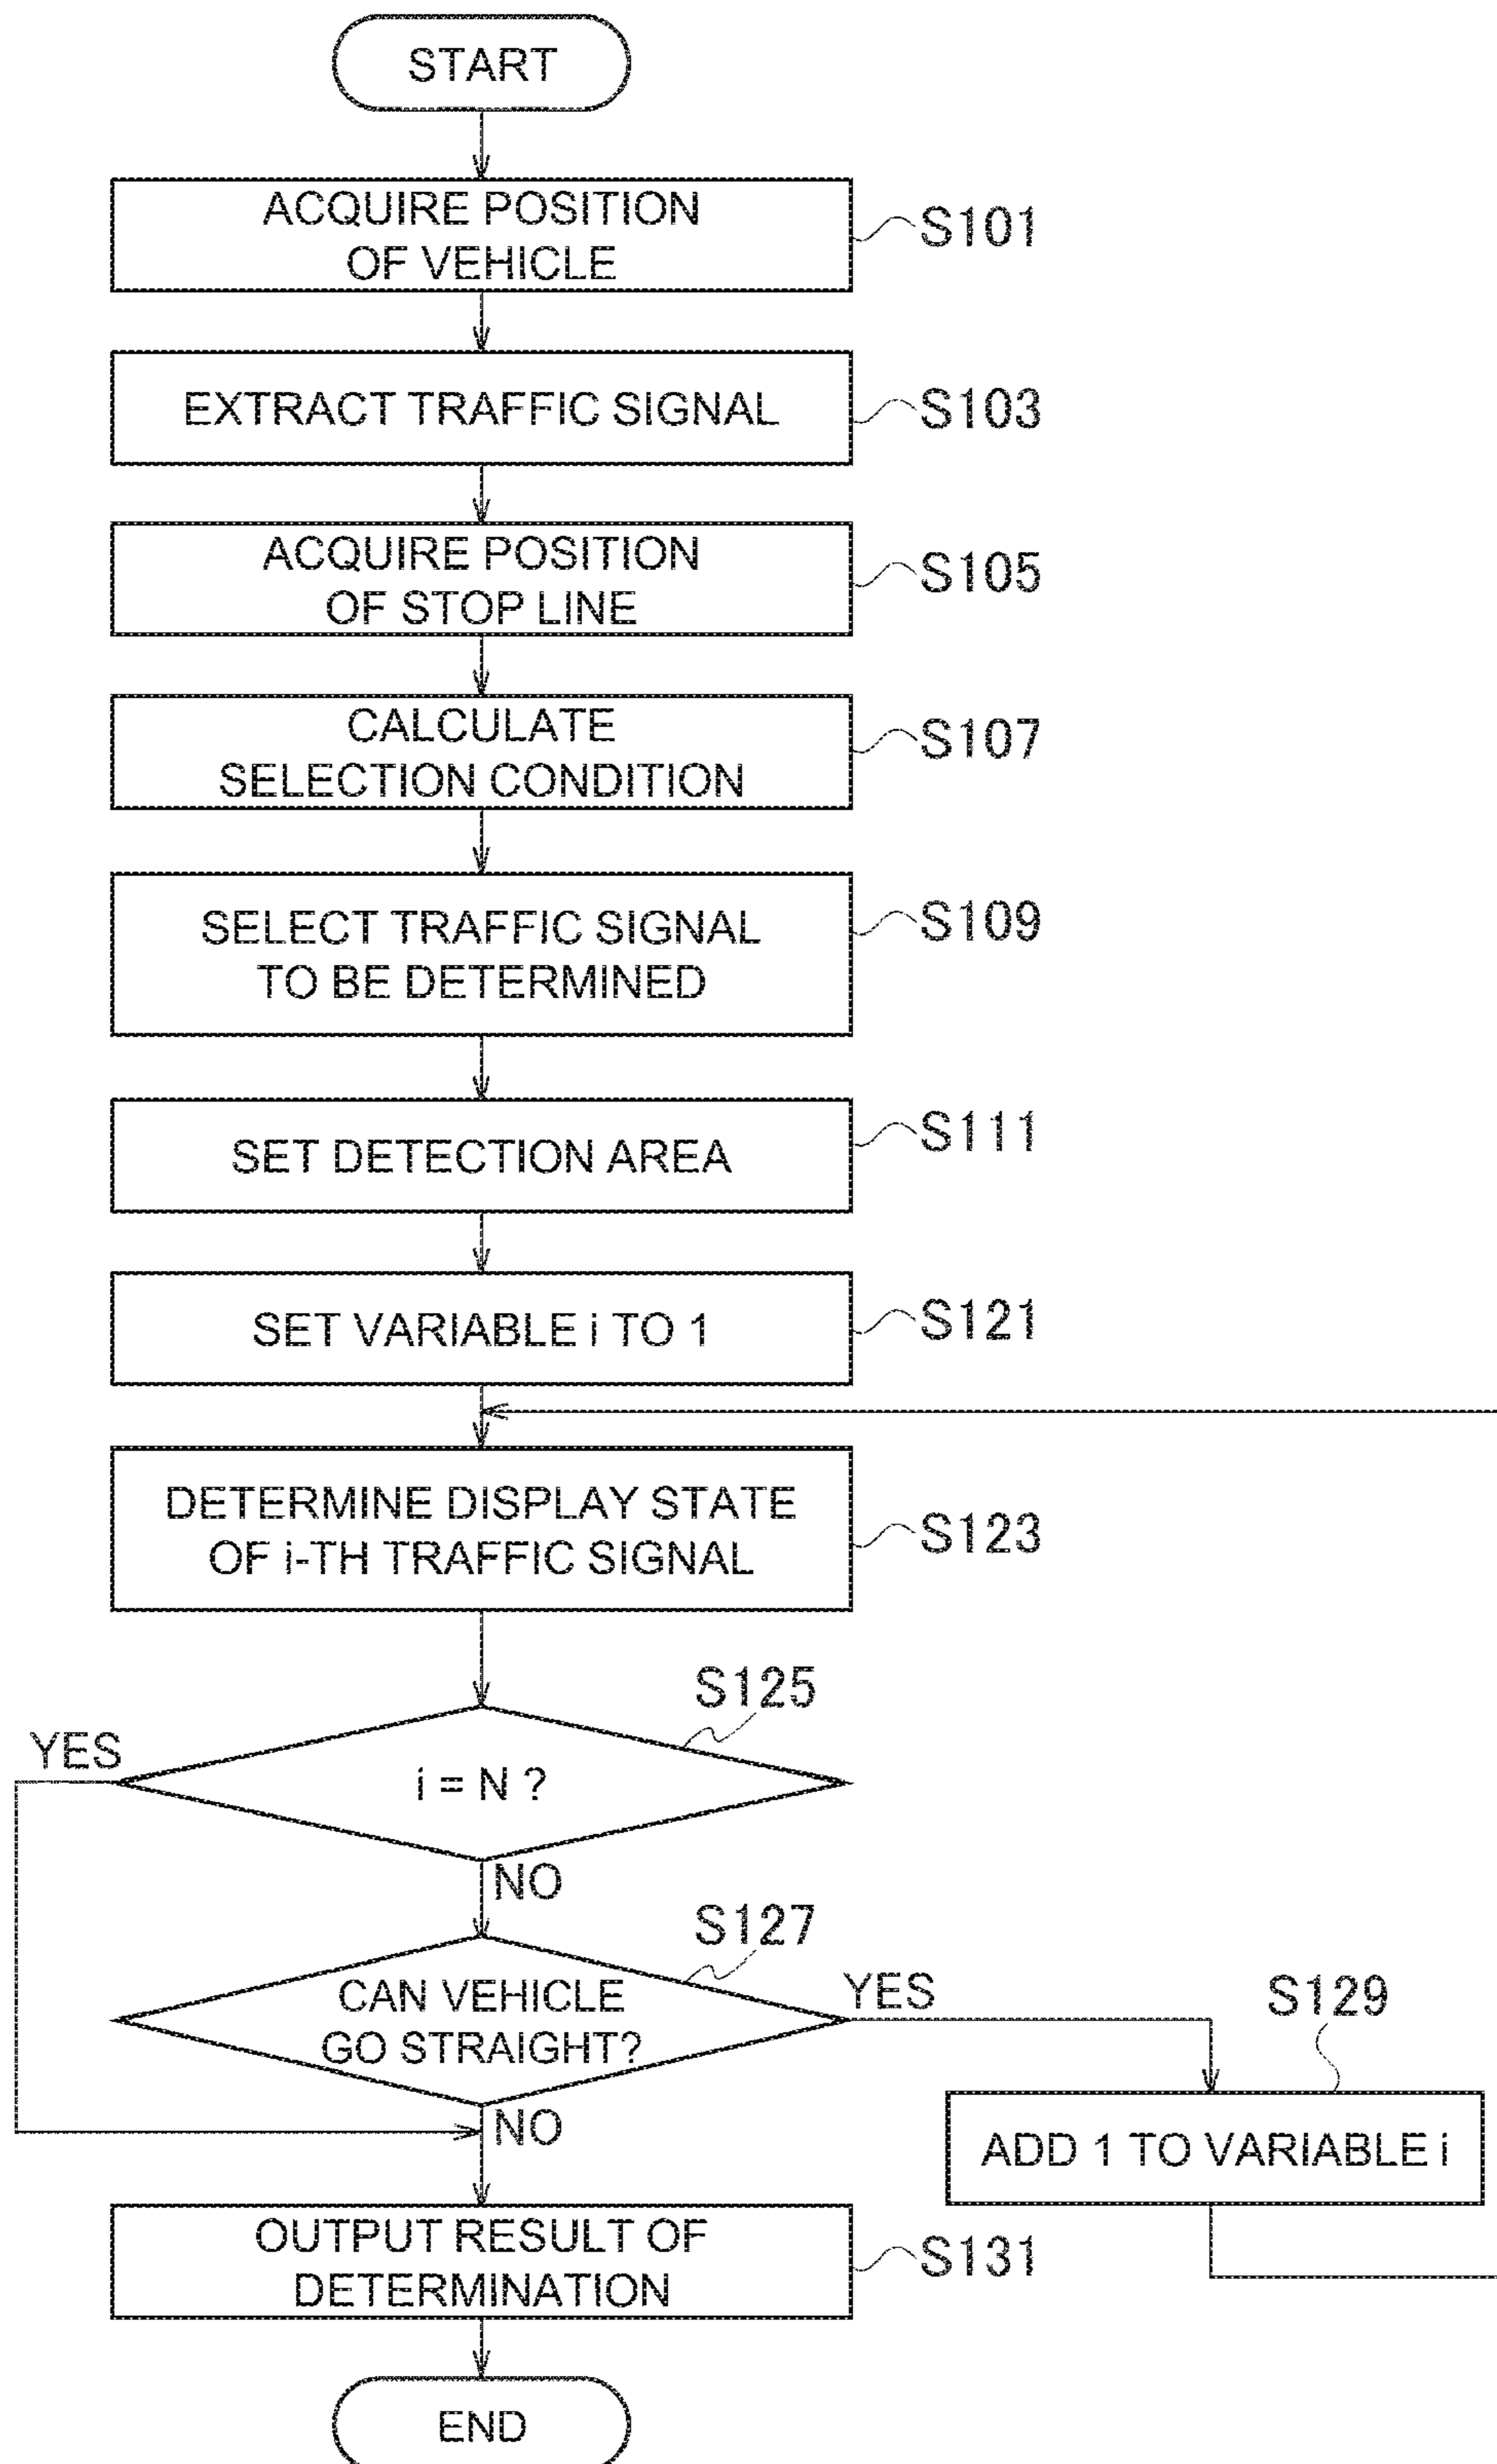 START
ACQUIRE POSITION
OF VEHICLE
S101
EXTRACT TRAFFIC SIGNAL
S103
ACQUIRE POSITION
OF STOP LINE
S105
CALCULATE
SELECTION CONDITION
S107
SELECT TRAFFIC SIGNAL
TO BE DETERMINED
S109
SET DETECTION AREA
S111
SET VARIABLE i TO 1
S121
DETERMINE DISPLAY STATE
OF i-TH TRAFFIC SIGNAL
S123
S125
YES
i = N ?
NO
S127
CAN VEHICLE
GO STRAIGHT?
YES
S129
NO
ADD 1 TO VARIABLE i
OUTPUT RESULT OF
DETERMINATION
S131
END